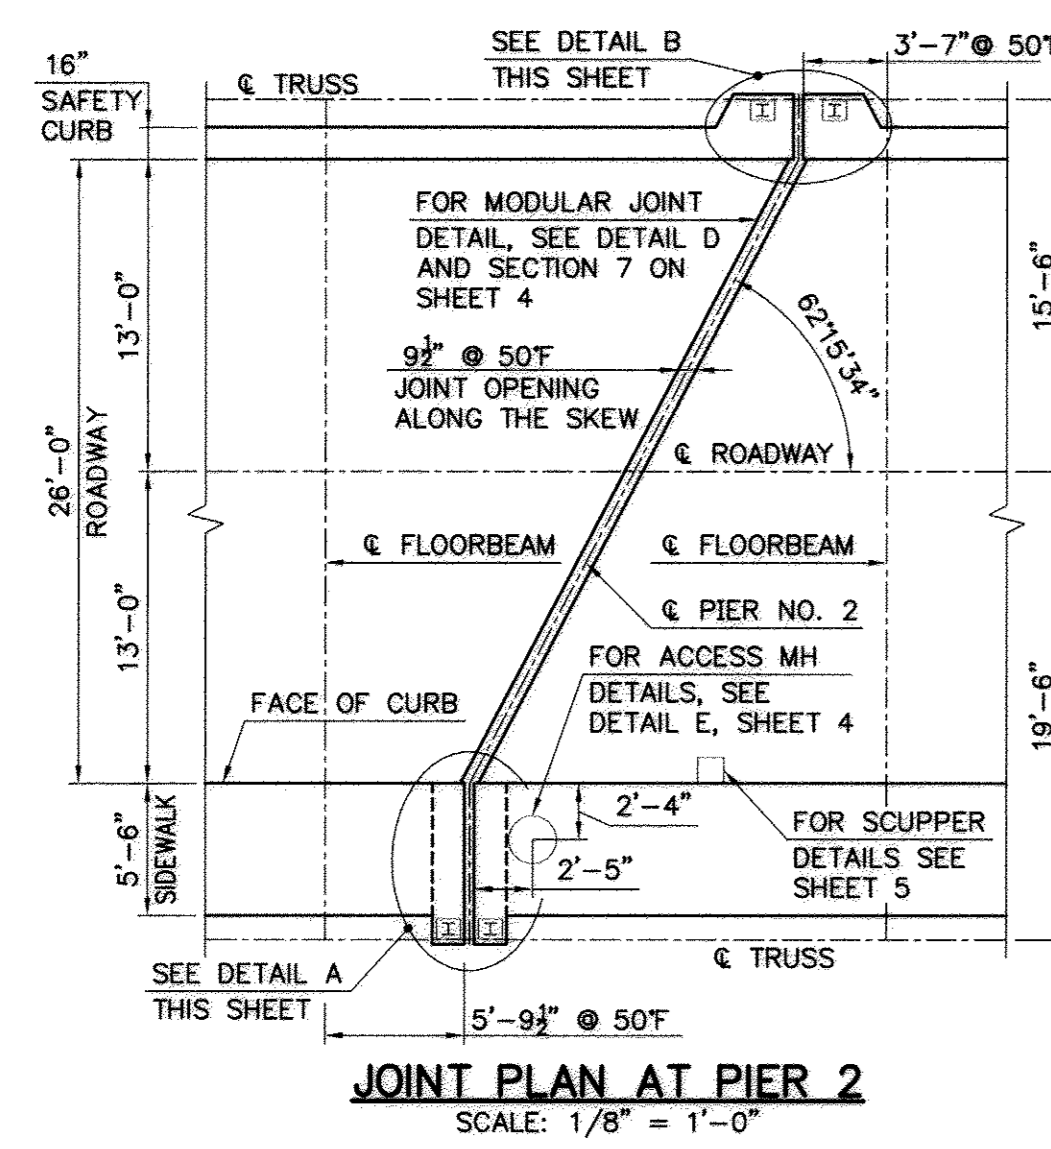 SEE DETAIL B
THIS SHEET
3'-7"@ 50°F
16"
SAFETY
CURB
℄ TRUSS
FOR MODULAR JOINT
DETAIL, SEE DETAIL D
AND SECTION 7 ON
SHEET 4
13'-0"
15'-6"
62°15'34"
9½" @ 50°F
JOINT OPENING
ALONG THE SKEW
26'-0"
ROADWAY
℄ ROADWAY
℄ FLOORBEAM
℄ FLOORBEAM
℄ PIER NO. 2
13'-0"
FOR ACCESS MH
DETAILS, SEE
DETAIL E, SHEET 4
19'-6"
FACE OF CURB
5'-6"
SIDEWALK
2'-4"
2'-5"
FOR SCUPPER
DETAILS SEE
SHEET 5
I I
I I
℄ TRUSS
SEE DETAIL A
THIS SHEET
5'-9½" @ 50°F
JOINT PLAN AT PIER 2
SCALE: 1/8" = 1'-0"